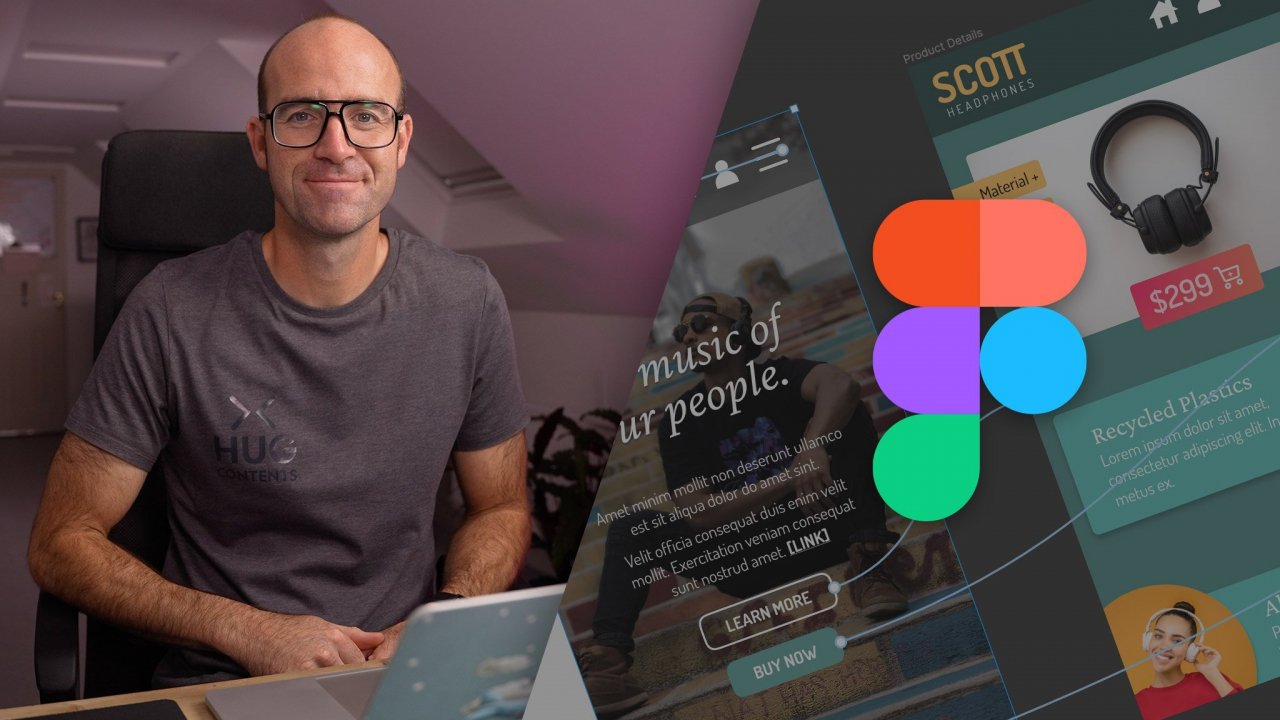 HUG
CONTENTS
music of
ur people.
Amet minim mollit non deserunt ullamco
est sit aliqua dolor do amet sint.
Velit officia consequat duis enim velit
mollit. Exercitation veniam consequat
sunt nostrud amet. [LINK]
LEARN MORE
BUY NOW
Product Details
SCOTT
HEADPHONES
Material +
$299
Recycled Plastics
Lorem ipsum dolor sit amet,
consectetur adipiscing elit. In
metus ex.